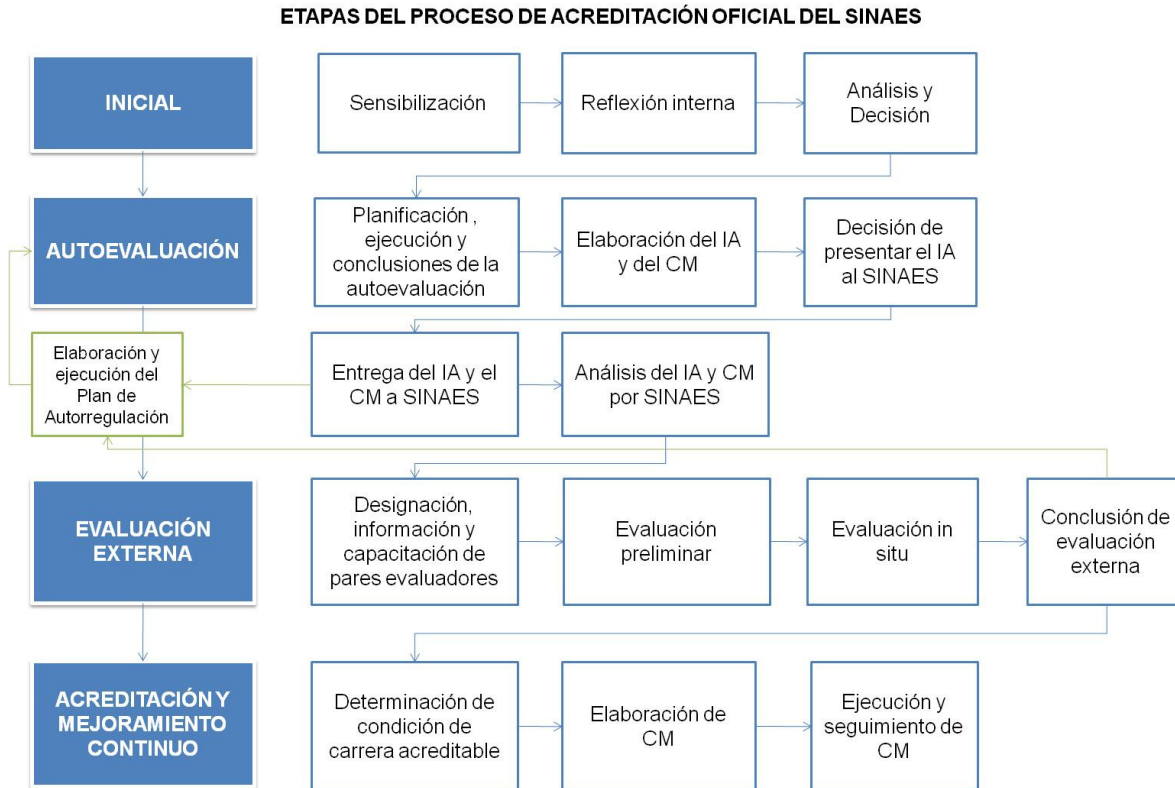 ETAPAS DEL PROCESO DE ACREDITACIÓN OFICIAL DEL SINAES
INICIAL
Sensibilización
Reflexión interna
Análisis y
Decisión
AUTOEVALUACIÓN
Planificación ,
ejecución y
conclusiones de la
autoevaluación
Elaboración del IA
y del CM
Decisión de
presentar el IA
al SINAES
Elaboración y
ejecución del
Plan de
Autorregulación
Entrega del IA y el
CM a SINAES
Análisis del IA y CM
por SINAES
EVALUACIÓN
EXTERNA
Designación,
información y
capacitación de
pares evaluadores
Evaluación
preliminar
Evaluación in
situ
Conclusión de
evaluación
externa
ACREDITACIÓN Y
MEJORAMIENTO
CONTINUO
Determinación de
condición de
carrera acreditable
Elaboración de
CM
Ejecución y
seguimiento de
CM